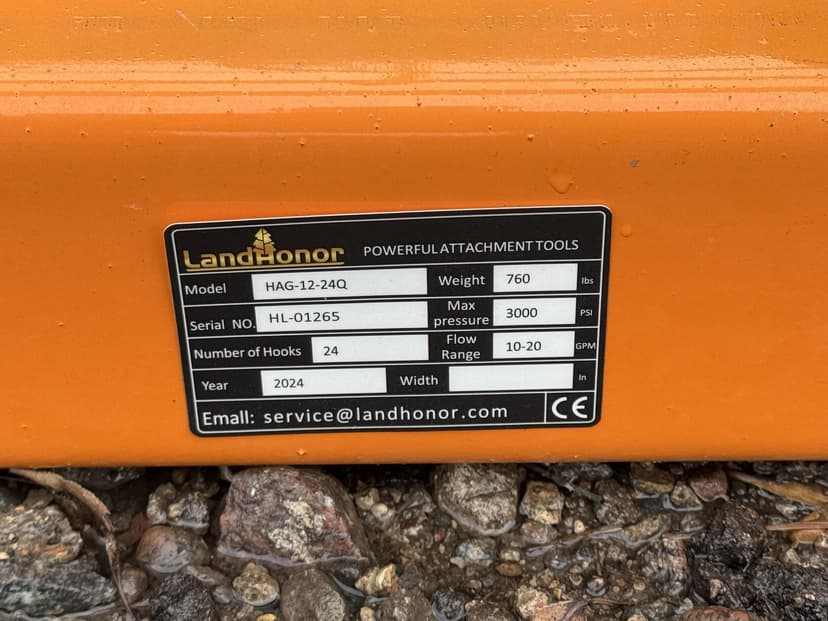 LandHonor POWERFUL ATTACHMENT TOOLS
Model HAG-12-24Q Weight 760 lbs
Serial NO. HL-01265 Max pressure 3000 PSI
Number of Hooks 24 Flow Range 10-20 GPM
Year 2024 Width In
Emall: service@landhonor.com CE